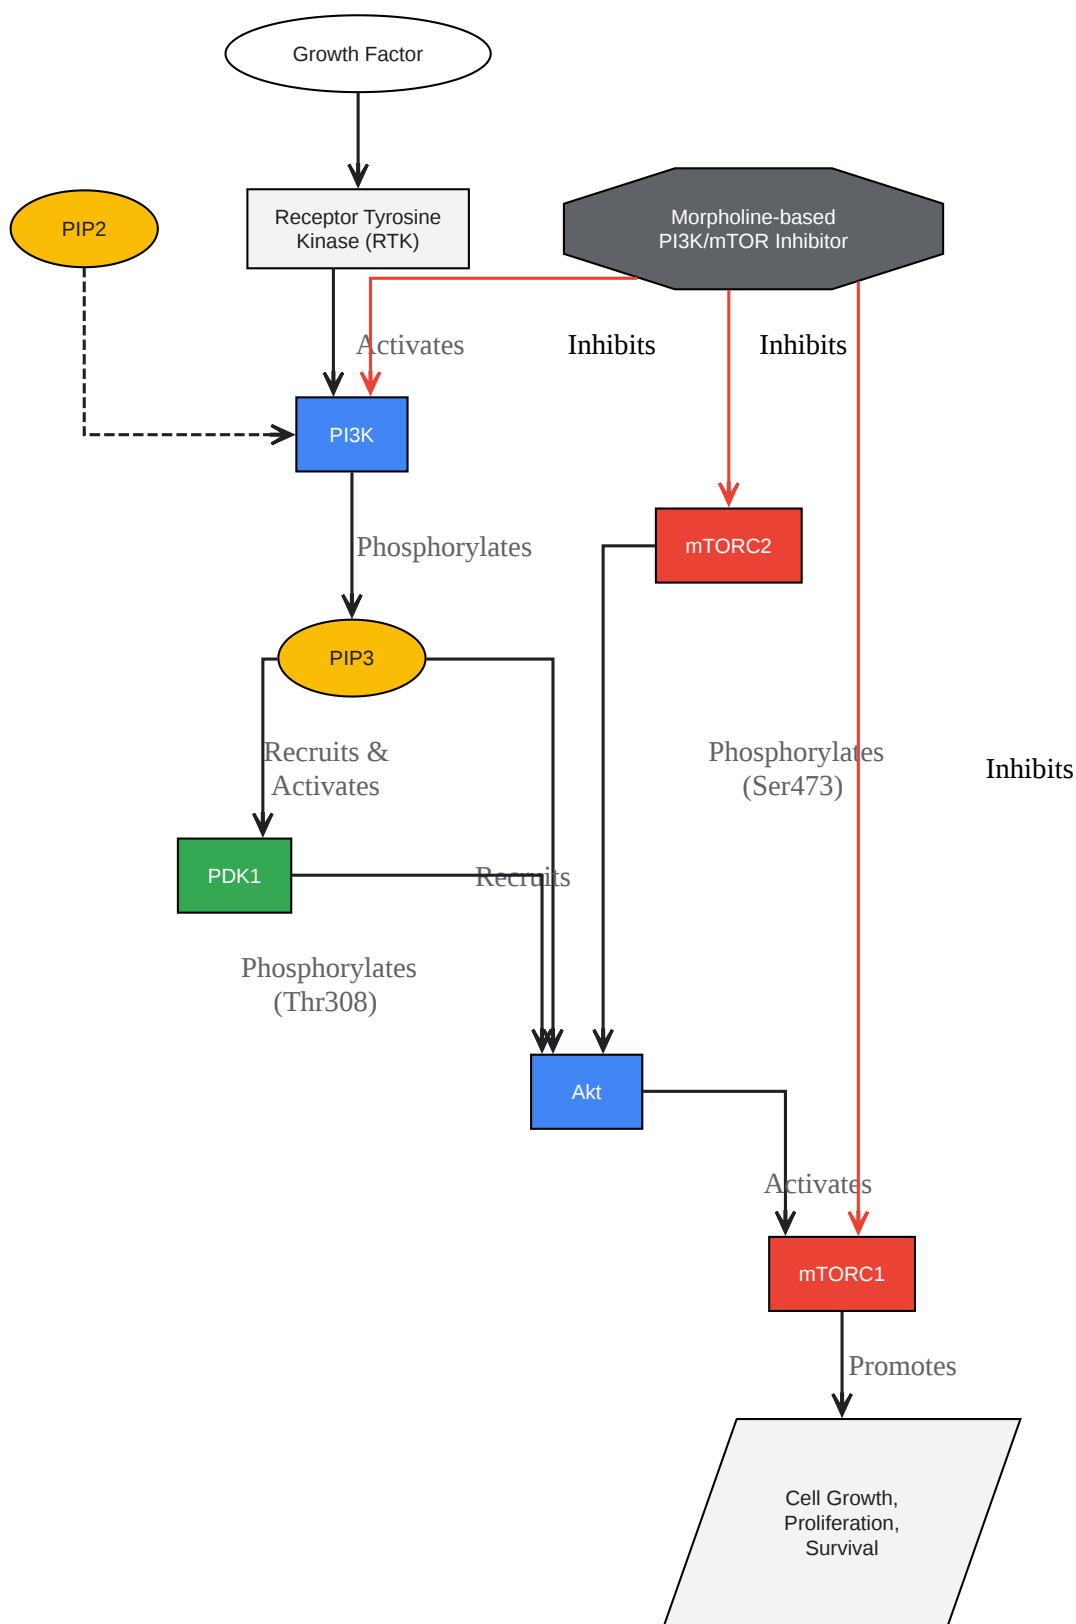 Growth Factor
PIP2
Receptor Tyrosine
Kinase (RTK)
Morpholine-based
PI3K/mTOR Inhibitor
Activates
Inhibits
Inhibits
PI3K
Phosphorylates
mTORC2
PIP3
Recruits &
Activates
Phosphorylates
(Ser473)
Inhibits
PDK1
Recruits
Phosphorylates
(Thr308)
Akt
Activates
mTORC1
Promotes
Cell Growth,
Proliferation,
Survival